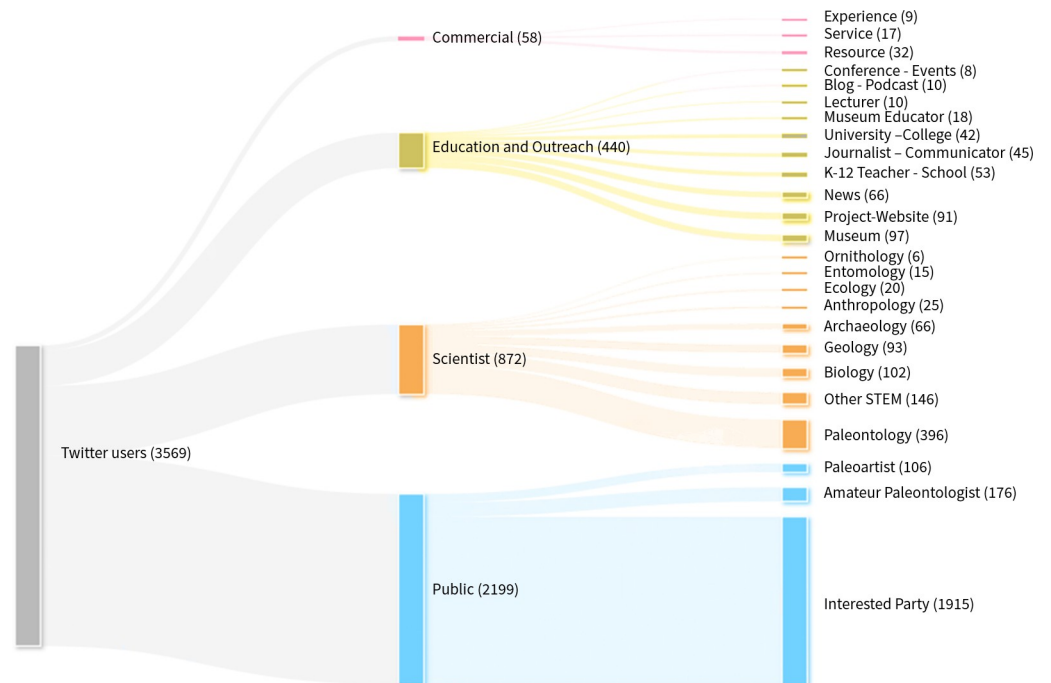 Experience (9)
Commercial (58)
Service (17)
Resource (32)
Conference - Events (8)
Blog - Podcast (10)
Lecturer (10)
Museum Educator (18)
University –College (42)
Education and Outreach (440)
Journalist – Communicator (45)
K-12 Teacher - School (53)
News (66)
Project-Website (91)
Museum (97)
Ornithology (6)
Entomology (15)
Ecology (20)
Anthropology (25)
Archaeology (66)
Geology (93)
Scientist (872)
Biology (102)
Other STEM (146)
Paleontology (396)
Twitter users (3569)
Paleoartist (106)
Amateur Paleontologist (176)
Public (2199)
Interested Party (1915)